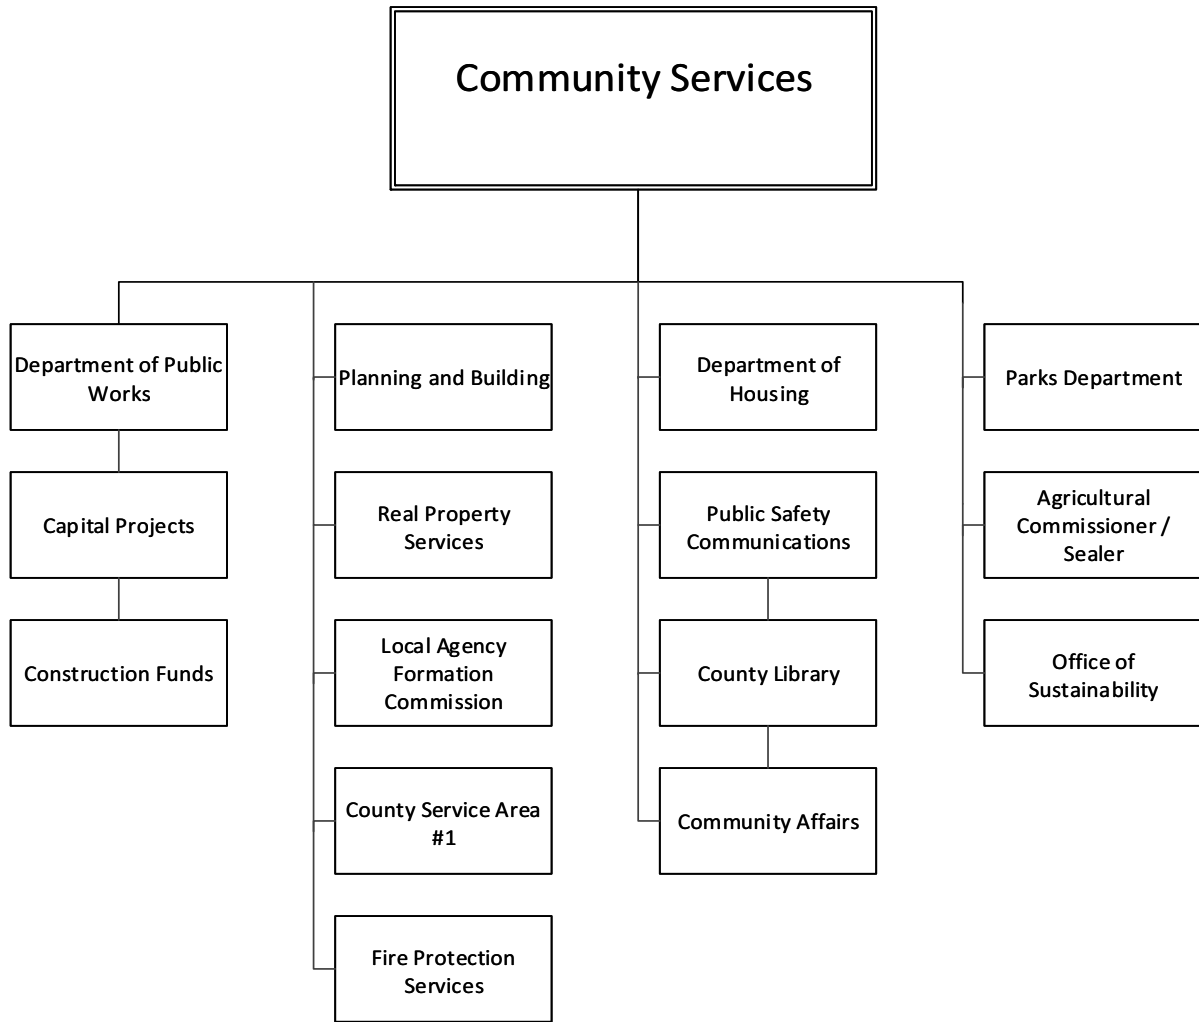 Community Services
Department of Public
Works
Capital Projects
Construction Funds
Planning and Building
Real Property
Services
Local Agency
Formation
Commission
County Service Area
#1
Fire Protection
Services
Department of
Housing
Public Safety
Communications
County Library
Community Affairs
Parks Department
Agricultural
Commissioner /
Sealer
Office of
Sustainability